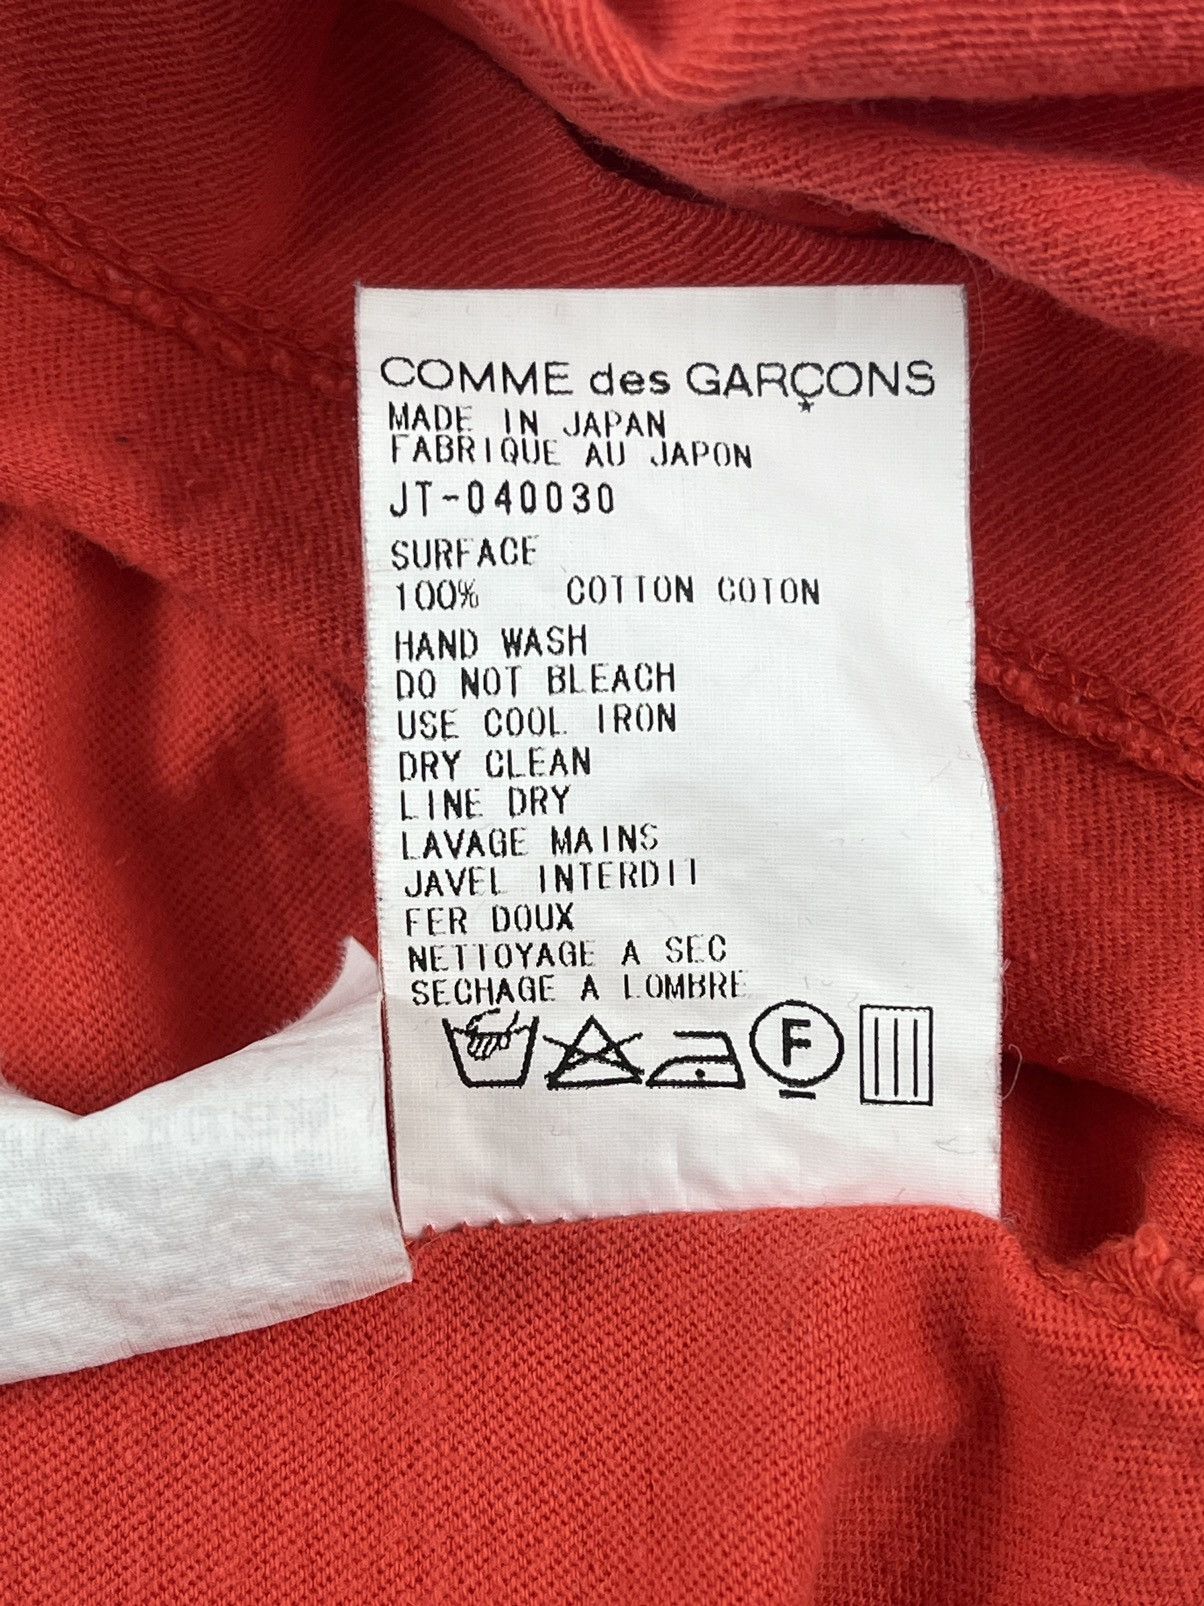 COMME des GARÇONS
MADE IN JAPAN
FABRIQUE AU JAPON
JT-040030
SURFACE
100% COTTON COTON
HAND WASH
DO NOT BLEACH
USE COOL IRON
DRY CLEAN
LINE DRY
LAVAGE MAINS
JAVEL INTERDIT
FER DOUX
NETTOYAGE A SEC
SECHAGE A LOMBRE
F